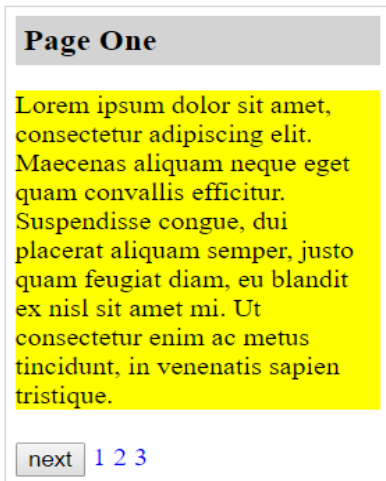 Page One
Lorem ipsum dolor sit amet,
consectetur adipiscing elit.
Maecenas aliquam neque eget
quam convallis efficitur.
Suspendisse congue, dui
placerat aliquam semper, justo
quam feugiat diam, eu blandit
ex nisl sit amet mi. Ut
consectetur enim ac metus
tincidunt, in venenatis sapien
tristique.
next 1 2 3